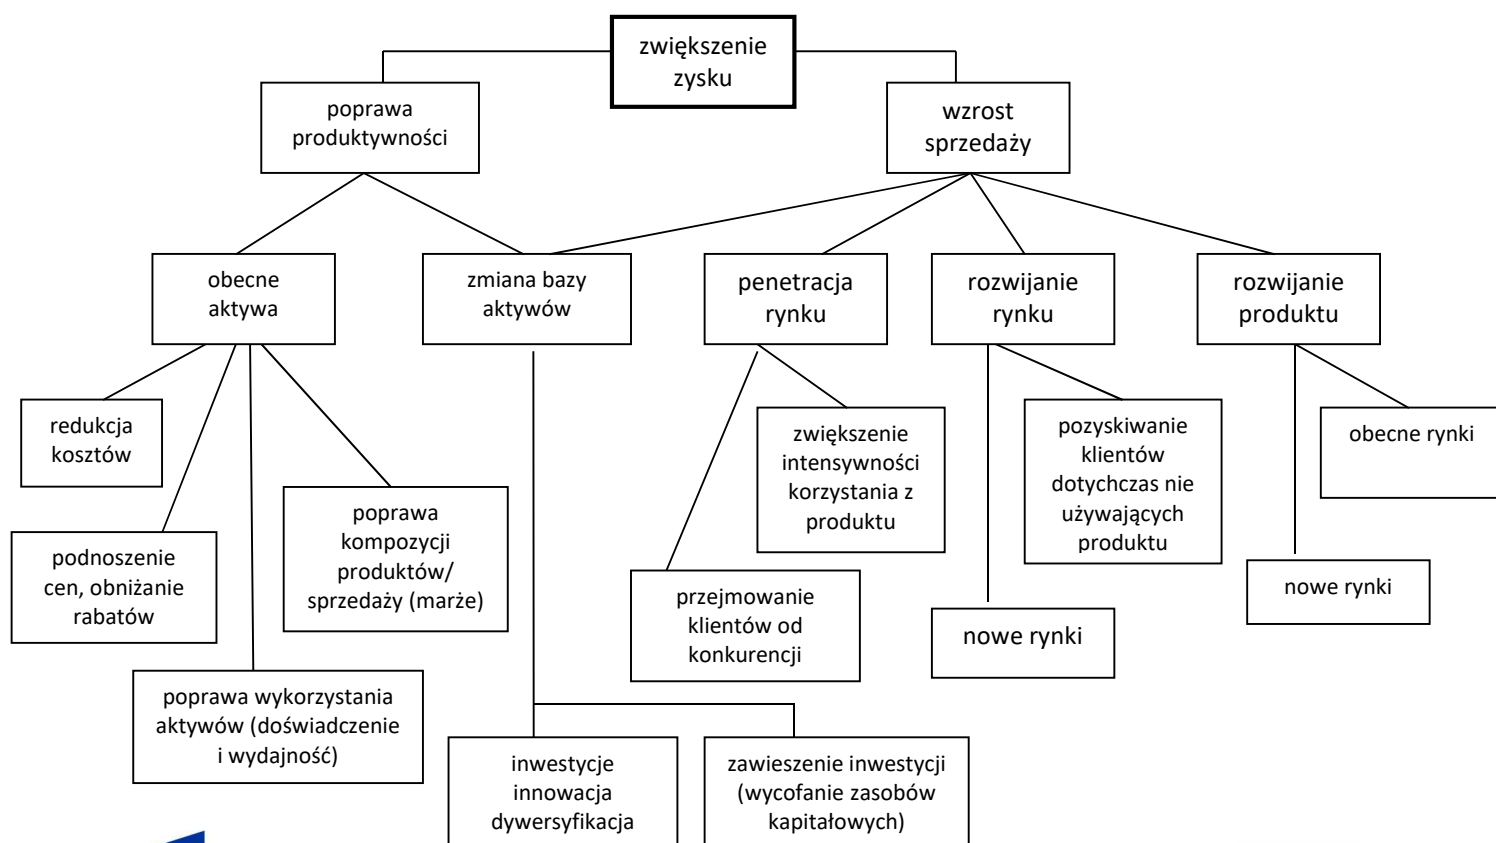 zwiększenie
zysku
poprawa
produktywności
wzrost
sprzedaży
obecne
aktywa
zmiana bazy
aktywów
penetracja
rynku
rozwijanie
rynku
rozwijanie
produktu
redukcja
kosztów
podnoszenie
cen, obniżanie
rabatów
poprawa
kompozycji
produktów/
sprzedaży (marże)
poprawa wykorzystania
aktywów (doświadczenie
i wydajność)
zwiększenie
intensywności
korzystania z
produktu
przejmowanie
klientów od
konkurencji
pozyskiwanie
klientów
dotychczas nie
używających
produktu
nowe rynki
obecne rynki
nowe rynki
inwestycje
innowacja
dywersyfikacja
zawieszenie inwestycji
(wycofanie zasobów
kapitałowych)